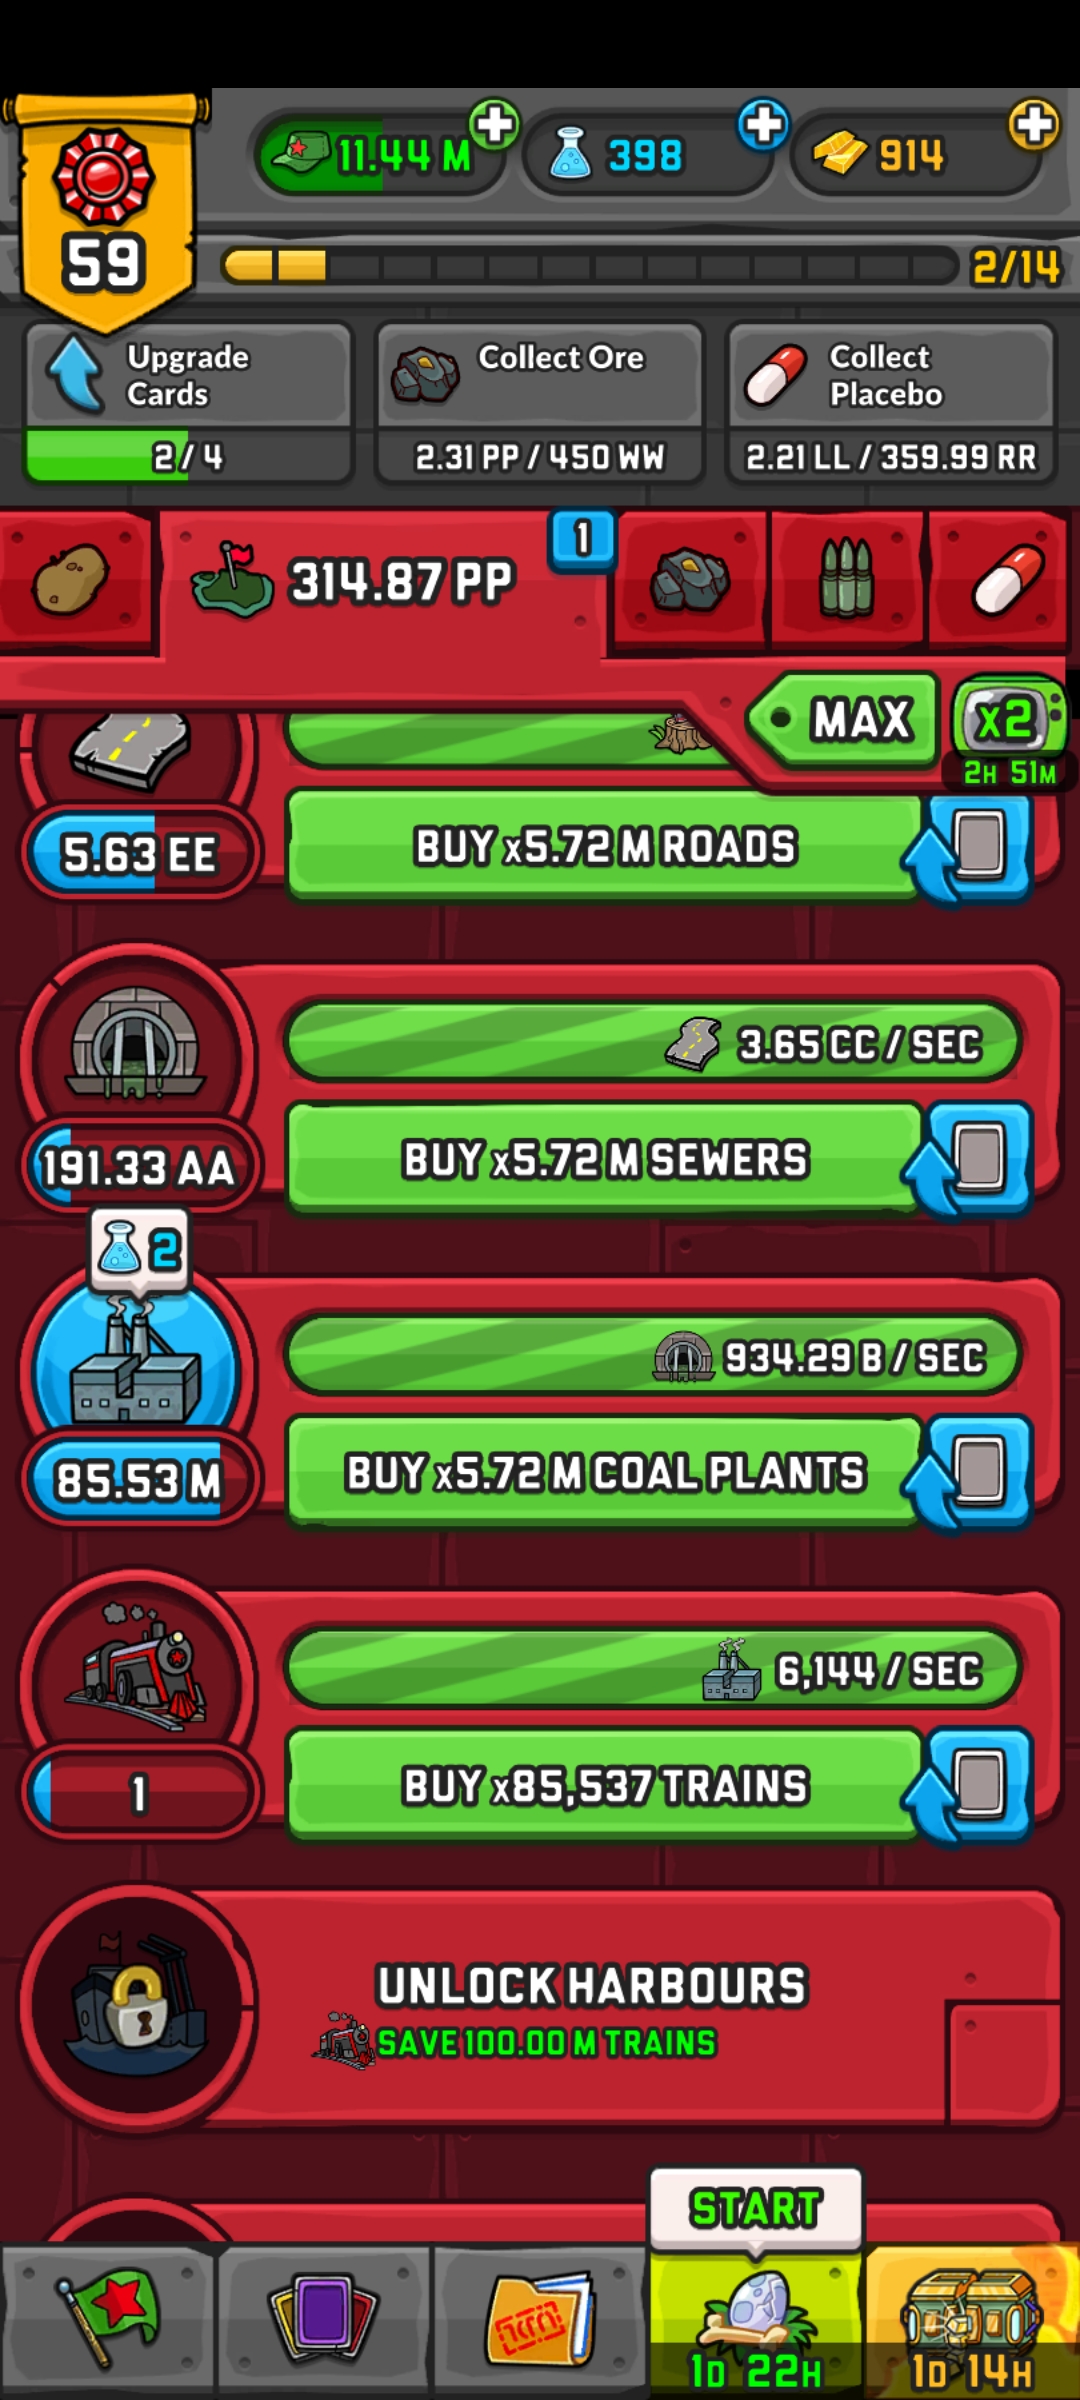 11.44 M
398
914
59
2/14
Upgrade
Cards
2/4
Collect Ore
2.31 PP / 450 WW
Collect
Placebo
2.21 LL / 359.99 RR
314.87 PP
1
MAX
x2
2H 51M
5.63 EE
BUY x5.72 M ROADS
3.65 CC / SEC
191.33 AA
BUY x5.72 M SEWERS
2
934.29 B / SEC
85.53 M
BUY x5.72 M COAL PLANTS
6,144 / SEC
1
BUY x85,537 TRAINS
UNLOCK HARBOURS
SAVE 100.00 M TRAINS
START
1D 22H
1D 14H